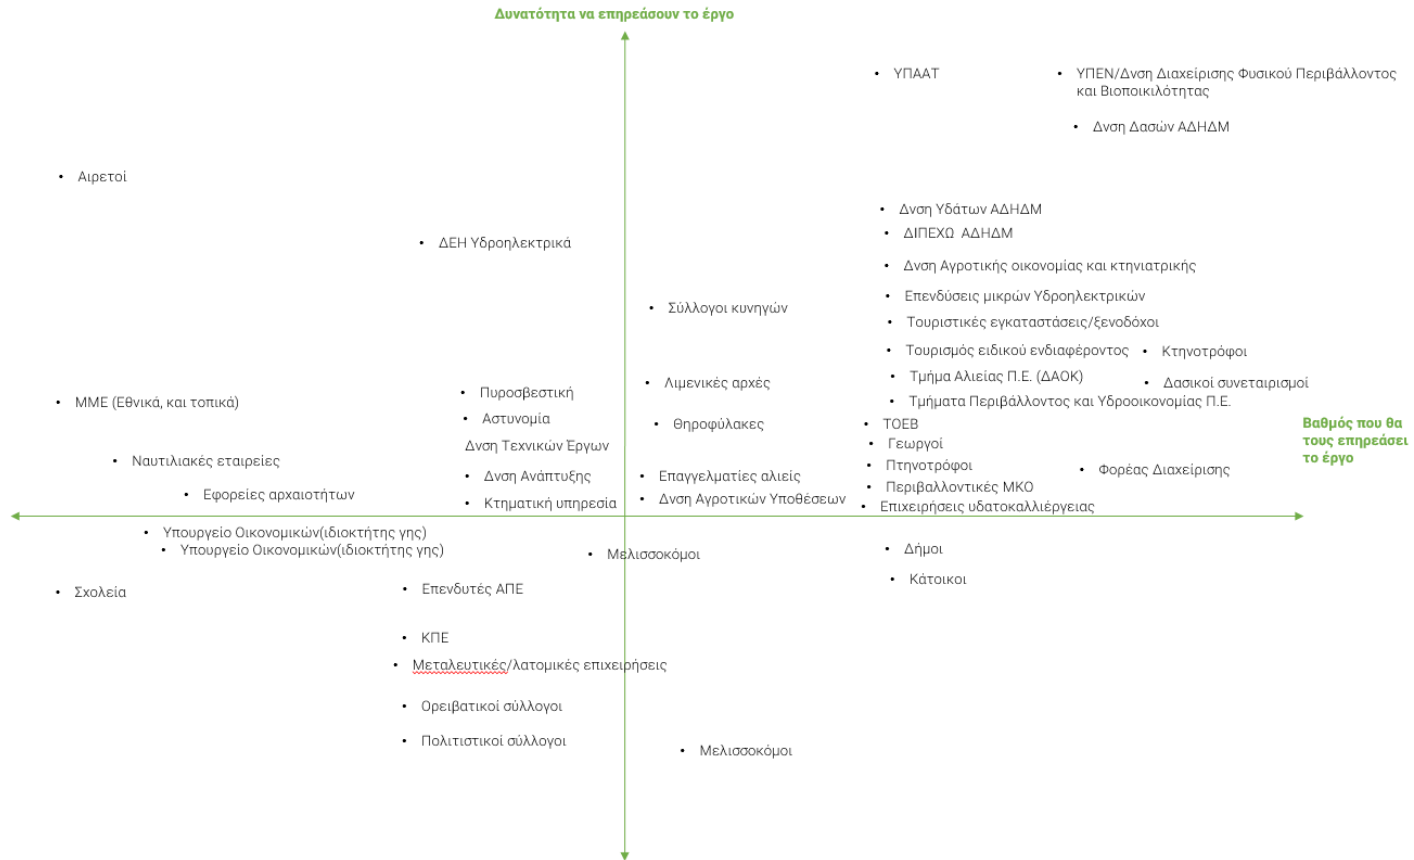 Δυνατότητα να επηρεάσουν το έργο
• ΥΠΑΑΤ
• ΥΠΕΝ/Δνση Διαχείρισης Φυσικού Περιβάλλοντος
και Βιοποικιλότητας
• Δνση Δασών ΑΔΗΔΜ
• Αιρετοί
• Δνση Υδάτων ΑΔΗΔΜ
• ΔΙΠΕΧΩ ΑΔΗΔΜ
• ΔΕΗ Υδροηλεκτρικά
• Δνση Αγροτικής οικονομίας και κτηνιατρικής
• Επενδύσεις μικρών Υδροηλεκτρικών
• Σύλλογοι κυνηγών
• Τουριστικές εγκαταστάσεις/ξενοδόχοι
• Τουρισμός ειδικού ενδιαφέροντος
• Κτηνοτρόφοι
• Τμήμα Αλιείας Π.Ε. (ΔΑΟΚ)
• Δασικοί συνεταιρισμοί
• Λιμενικές αρχές
• Πυροσβεστική
• ΜΜΕ (Εθνικά, και τοπικά)
• Τμήματα Περιβάλλοντος και Υδροοικονομίας Π.Ε.
• Αστυνομία
• Θηροφύλακες
• ΤΟΕΒ
Βαθμός που θα
τους επηρεάσει
το έργο
Δνση Τεχνικών Έργων
• Γεωργοί
• Ναυτιλιακές εταιρείες
• Πτηνοτρόφοι
• Φορέας Διαχείρισης
• Δνση Ανάπτυξης
• Επαγγελματίες αλιείς
• Περιβαλλοντικές ΜΚΟ
• Εφορείες αρχαιοτήτων
• Κτηματική υπηρεσία
• Δνση Αγροτικών Υποθέσεων
• Επιχειρήσεις υδατοκαλλιέργειας
• Υπουργείο Οικονομικών(ιδιοκτήτης γης)
• Υπουργείο Οικονομικών(ιδιοκτήτης γης)
• Μελισσοκόμοι
• Δήμοι
• Κάτοικοι
• Σχολεία
• Επενδυτές ΑΠΕ
• ΚΠΕ
• Μεταλευτικές/λατομικές επιχειρήσεις
• Ορειβατικοί σύλλογοι
• Πολιτιστικοί σύλλογοι
• Μελισσοκόμοι